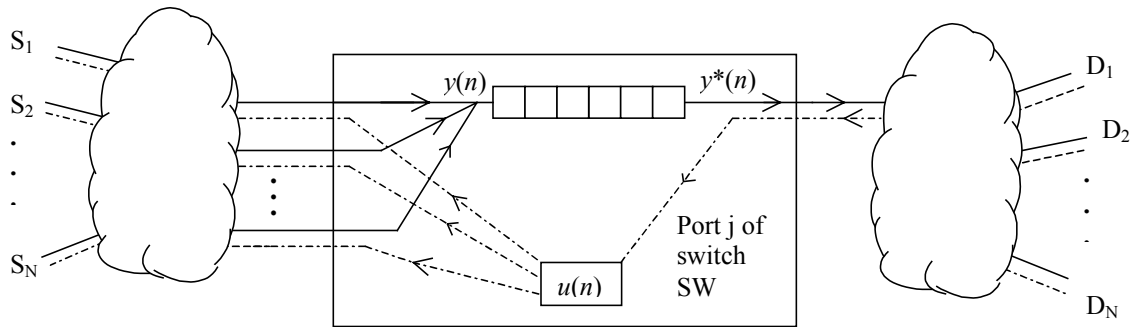 S1
S2
SN
y(n)
y*(n)
Port j of
switch
SW
u(n)
D1
D2
DN